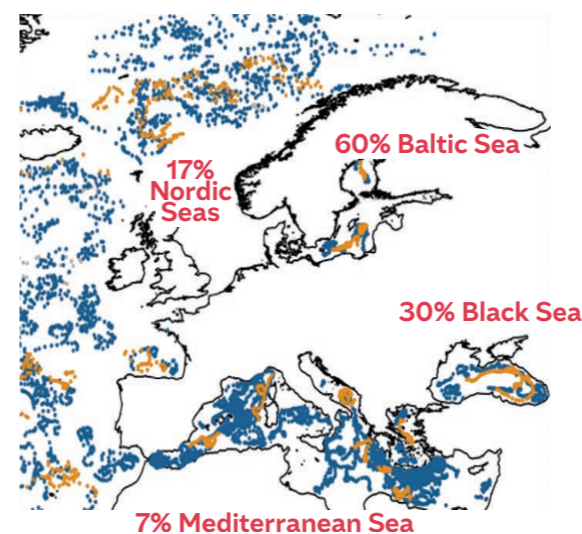 60% Baltic Sea
17%
Nordic
Seas
30% Black Sea
7% Mediterranean Sea